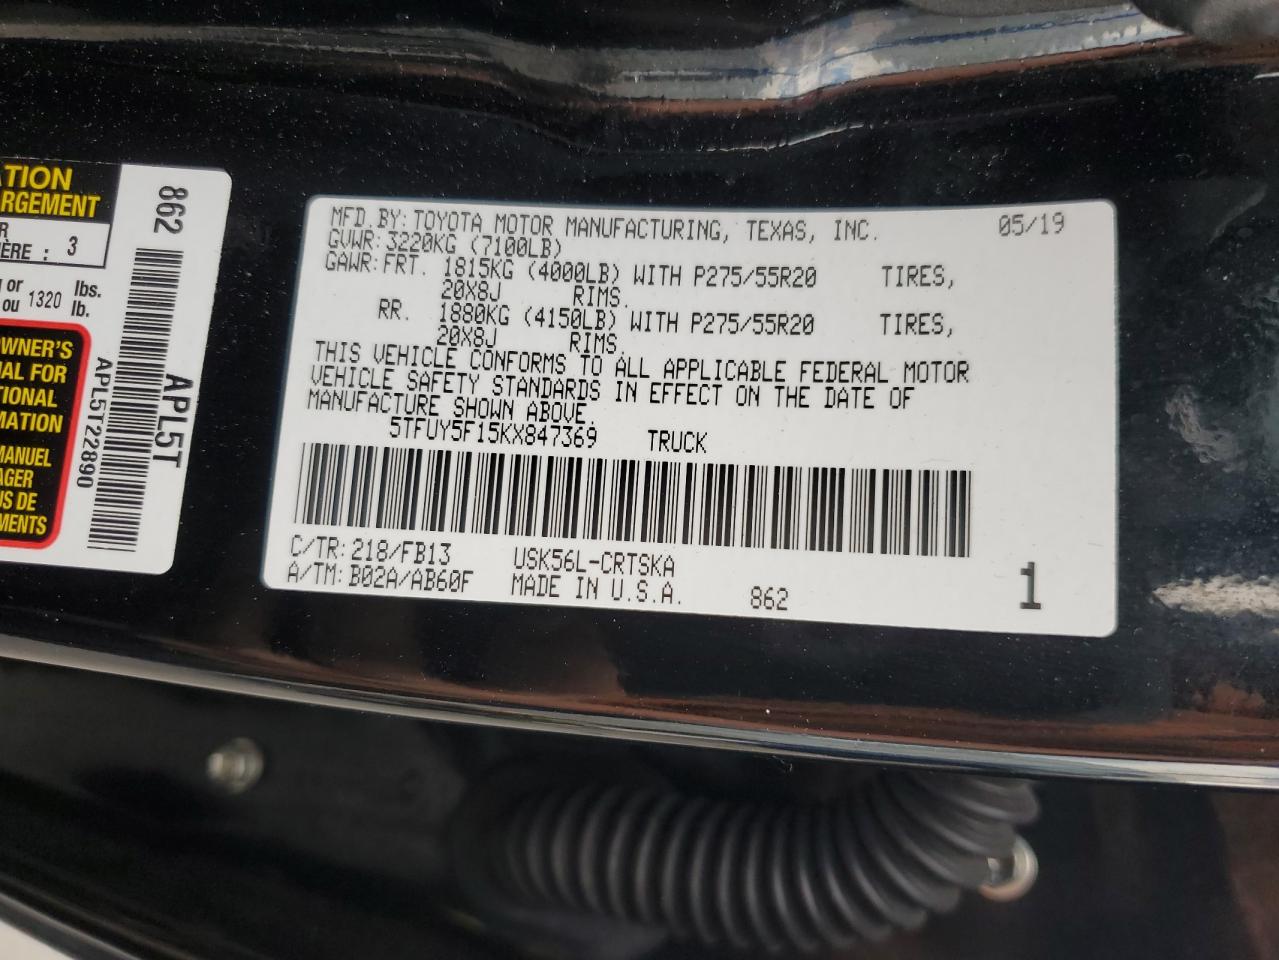 ATION
RGEMENT
R
ÈRE : 3
or lbs.
ou 1320 lb.
OWNER'S
AL FOR
TIONAL
MATION
MANUEL
AGER
US DE
MENTS
862
APL5T
APL5T22890
MFD.BY: TOYOTA MOTOR MANUFACTURING, TEXAS, INC. 05/19
GVWR: 3220KG (7100LB)
GAWR: FRT. 1815KG (4000LB) WITH P275/55R20 TIRES,
20X8J RIMS.
RR. 1880KG (4150LB) WITH P275/55R20 TIRES,
20X8J RIMS.
THIS VEHICLE CONFORMS TO ALL APPLICABLE FEDERAL MOTOR
VEHICLE SAFETY STANDARDS IN EFFECT ON THE DATE OF
MANUFACTURE SHOWN ABOVE.
5TFUY5F15KX847369 TRUCK
C/TR: 218/FB13 USK56L-CRTSKA
A/TM: B02A/AB60F MADE IN U.S.A. 862 1